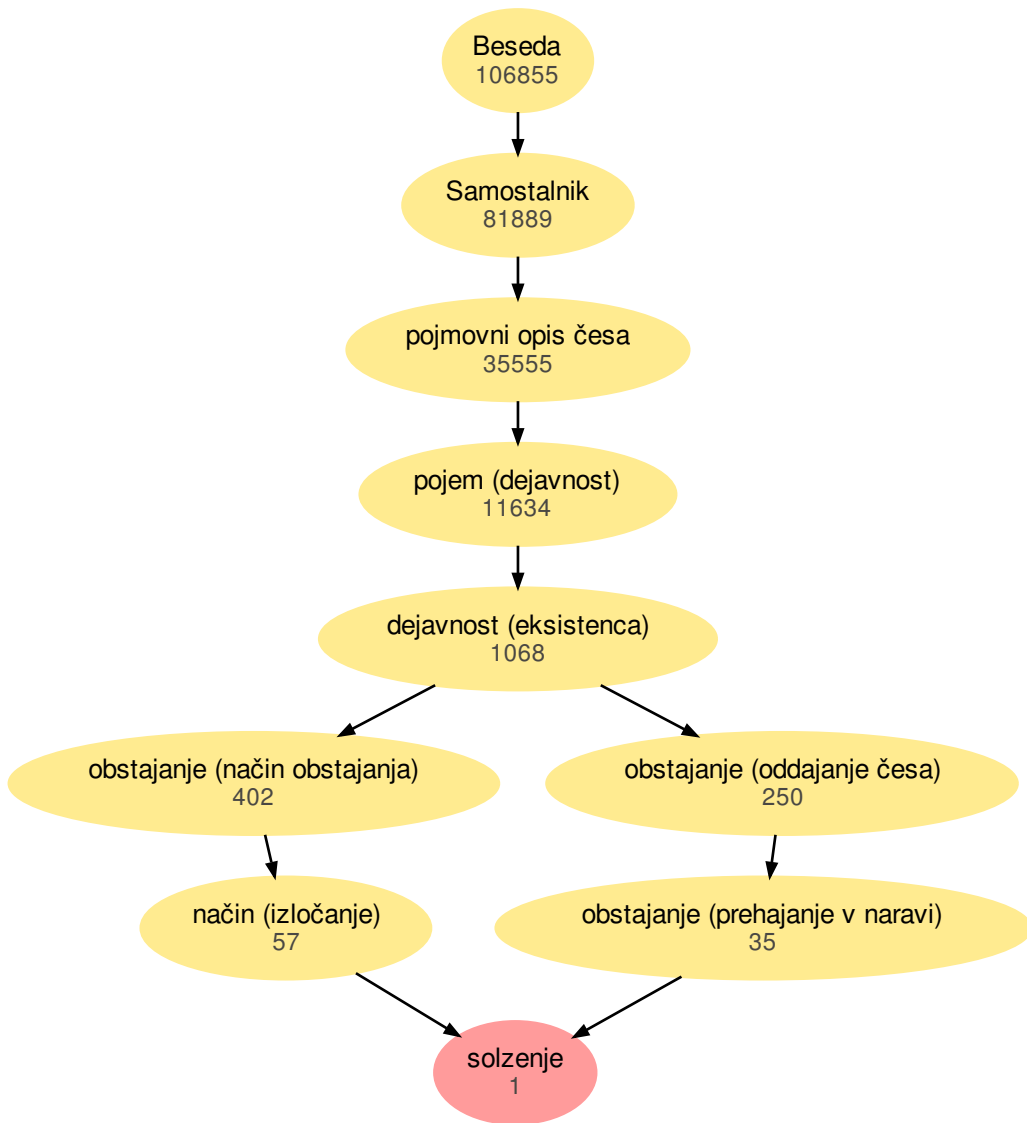 Beseda
106855
Samostalnik
81889
pojmovni opis česa
35555
pojem (dejavnost)
11634
dejavnost (eksistenca)
1068
obstajanje (način obstajanja)
402
obstajanje (oddajanje česa)
250
način (izločanje)
57
obstajanje (prehajanje v naravi)
35
solzenje
1